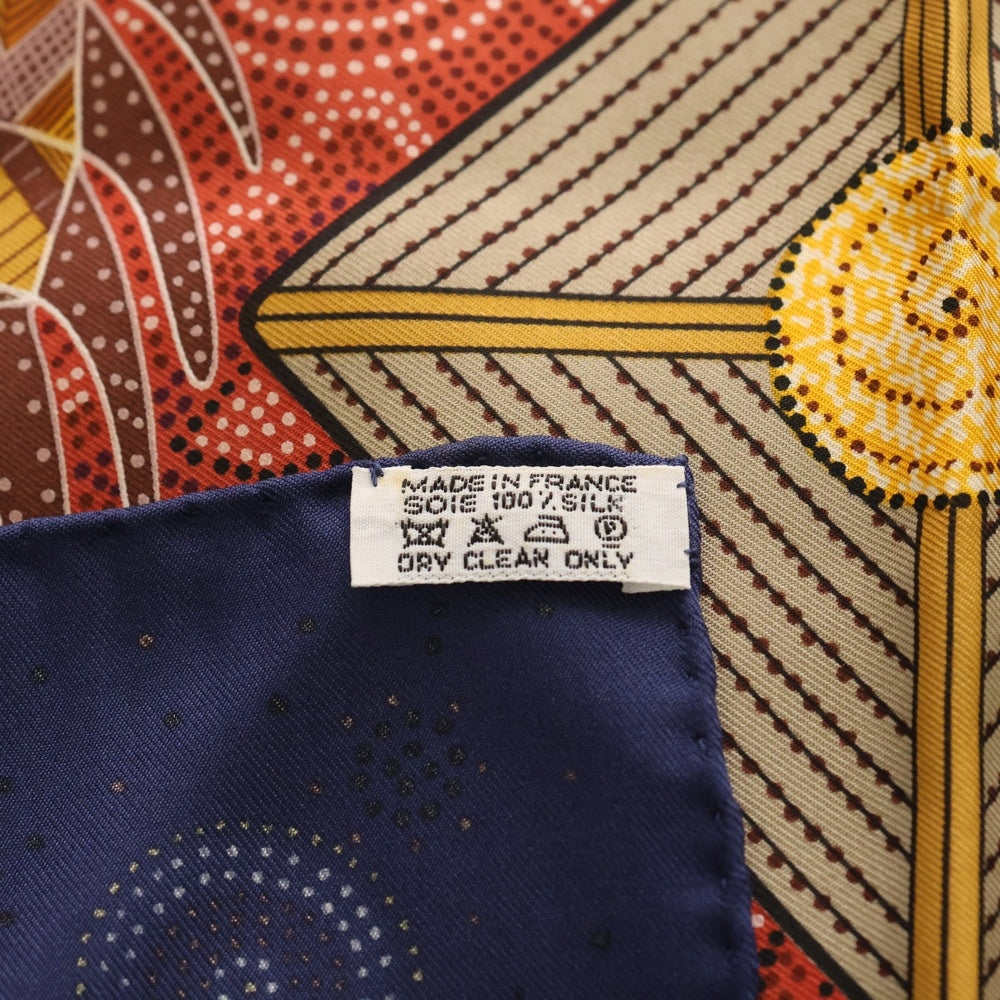 MADE IN FRANCE
SOIE 100% SILK
P
DRY CLEAN ONLY